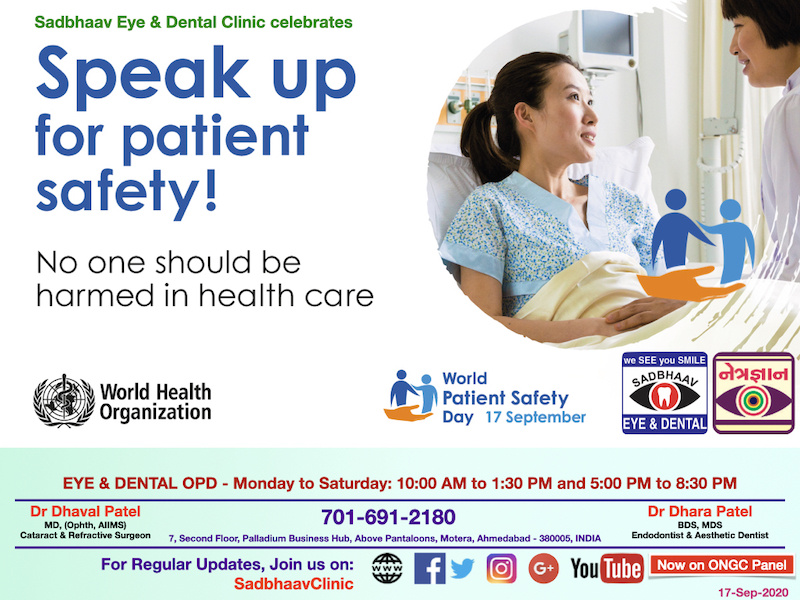 Sadbhaav Eye & Dental Clinic celebrates
Speak up
for patient
safety!
No one should be
harmed in health care
World Health
Organization
World
Patient Safety
Day 17 September
we SEE you SMILE
SADBHAAV
EYE & DENTAL
નેત્રજ્ઞાન
EYE & DENTAL OPD - Monday to Saturday: 10:00 AM to 1:30 PM and 5:00 PM to 8:30 PM
Dr Dhaval Patel
MD, (Ophth, AIIMS)
Cataract & Refractive Surgeon
701-691-2180
7, Second Floor, Palladium Business Hub, Above Pantaloons, Motera, Ahmedabad - 380005, INDIA
Dr Dhara Patel
BDS, MDS
Endodontist & Aesthetic Dentist
For Regular Updates, Join us on:
SadbhaavClinic
WWW
f
G+
YouTube
Now on ONGC Panel
17-Sep-2020